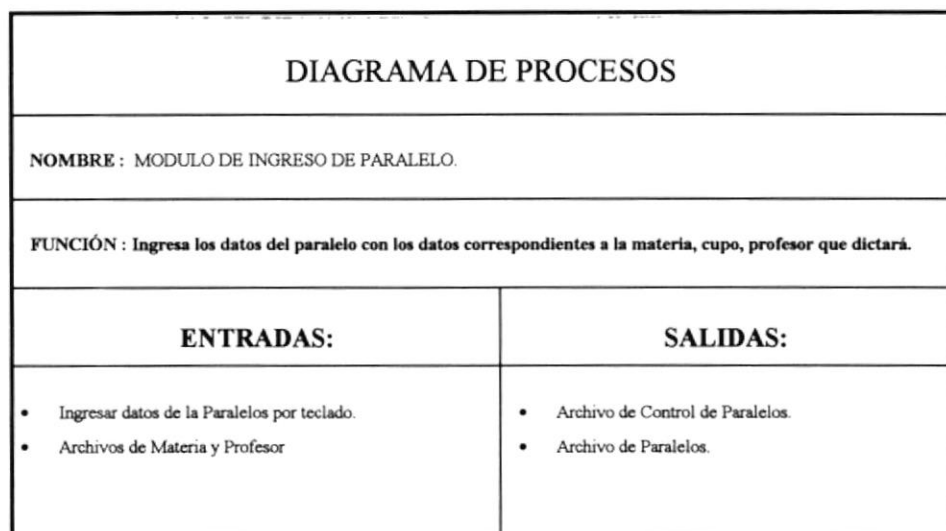 DIAGRAMA DE PROCESOS
NOMBRE : MODULO DE INGRESO DE PARALELO.
FUNCIÓN : Ingresa los datos del paralelo con los datos correspondientes a la materia, cupo, profesor que dictará.
ENTRADAS:
SALIDAS:
• Ingresar datos de la Paralelos por teclado.
• Archivos de Materia y Profesor
• Archivo de Control de Paralelos.
• Archivo de Paralelos.